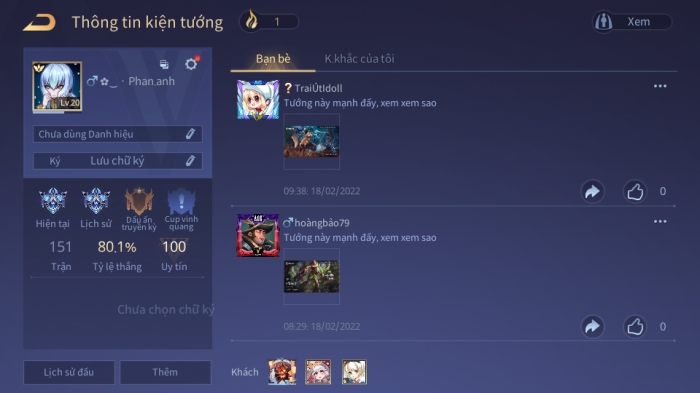 Thông tin kiện tướng
1
Xem
Phan.anh
Lv 20
Chưa dùng Danh hiệu
Ký Lưu chữ ký
Hiện tại
Lịch sử
Dấu ấn truyền kỳ
Cup vinh quang
151
80,1%
100
Trận
Tỷ lệ thắng
Uy tín
Chưa chọn chữ ký
Lịch sử đấu
Thêm
Bạn bè
K.khắc của tôi
? TraiÚtIdoll
Tướng này mạnh đấy, xem xem sao
09:38: 18/02/2022
0
hoàngbảo79
Tướng này mạnh đấy, xem xem sao
08:29: 18/02/2022
0
Khách